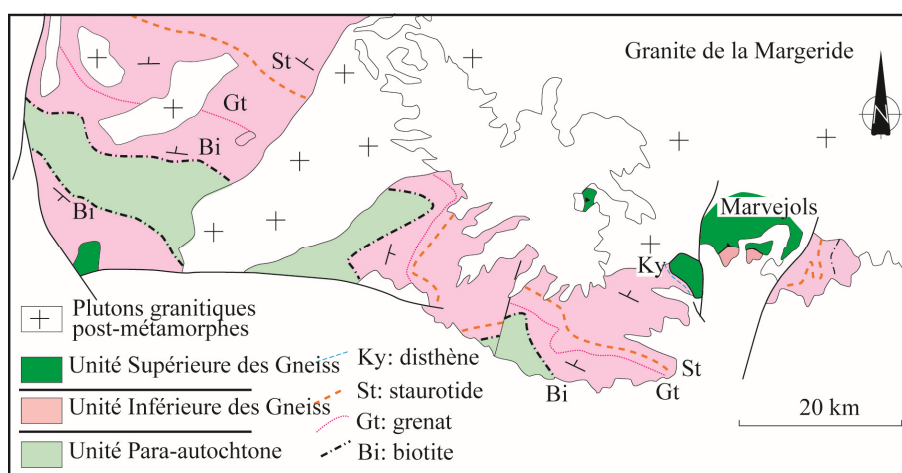 Granite de la Margeride
N
St
Gt
Bi
Bi
Marvejols
Ky
St
Gt
Bi
20 km
Plutons granitiques
post-métamorphes
Unité Supérieure des Gneiss
Unité Inférieure des Gneiss
Unité Para-autochtone
Ky: disthène
St: staurotide
Gt: grenat
Bi: biotite